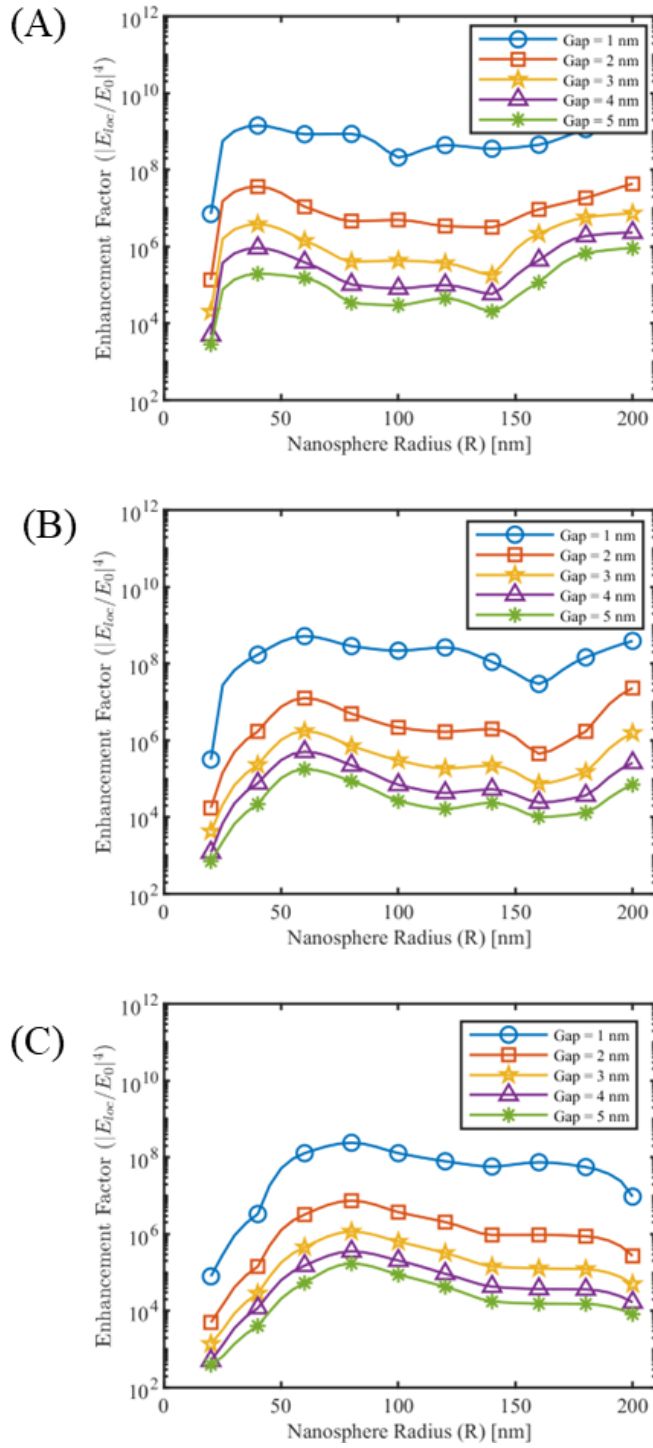 (A)
10^12
10^10
10^8
10^6
10^4
10^2
Enhancement Factor (|E_loc/E_0|^4)
Gap = 1 nm
Gap = 2 nm
Gap = 3 nm
Gap = 4 nm
Gap = 5 nm
0 50 100 150 200
Nanosphere Radius (R) [nm]
(B)
10^12
10^10
10^8
10^6
10^4
10^2
Enhancement Factor (|E_loc/E_0|^4)
Gap = 1 nm
Gap = 2 nm
Gap = 3 nm
Gap = 4 nm
Gap = 5 nm
0 50 100 150 200
Nanosphere Radius (R) [nm]
(C)
10^12
10^10
10^8
10^6
10^4
10^2
Enhancement Factor (|E_loc/E_0|^4)
Gap = 1 nm
Gap = 2 nm
Gap = 3 nm
Gap = 4 nm
Gap = 5 nm
0 50 100 150 200
Nanosphere Radius (R) [nm]